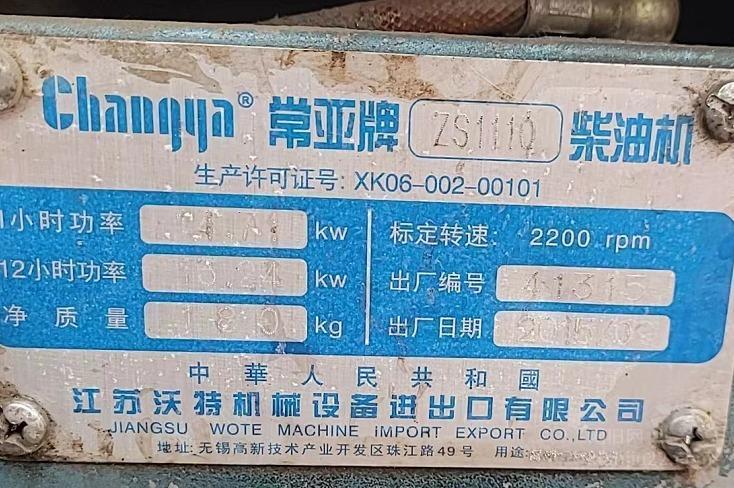 Changya® 常亚牌 ZS1110 柴油机
生产许可证号: XK06-002-00101
1小时功率 kw 标定转速: 2200 rpm
12小时功率 kw 出厂编号 41315
净质量 180 kg 出厂日期
中華人民共和國
江苏沃特机械设备进出口有限公司
JIANGSU WOTE MACHINE IMPORT EXPORT CO.,LTD
地址: 无锡高新技术产业开发区珠江路49号 用途: